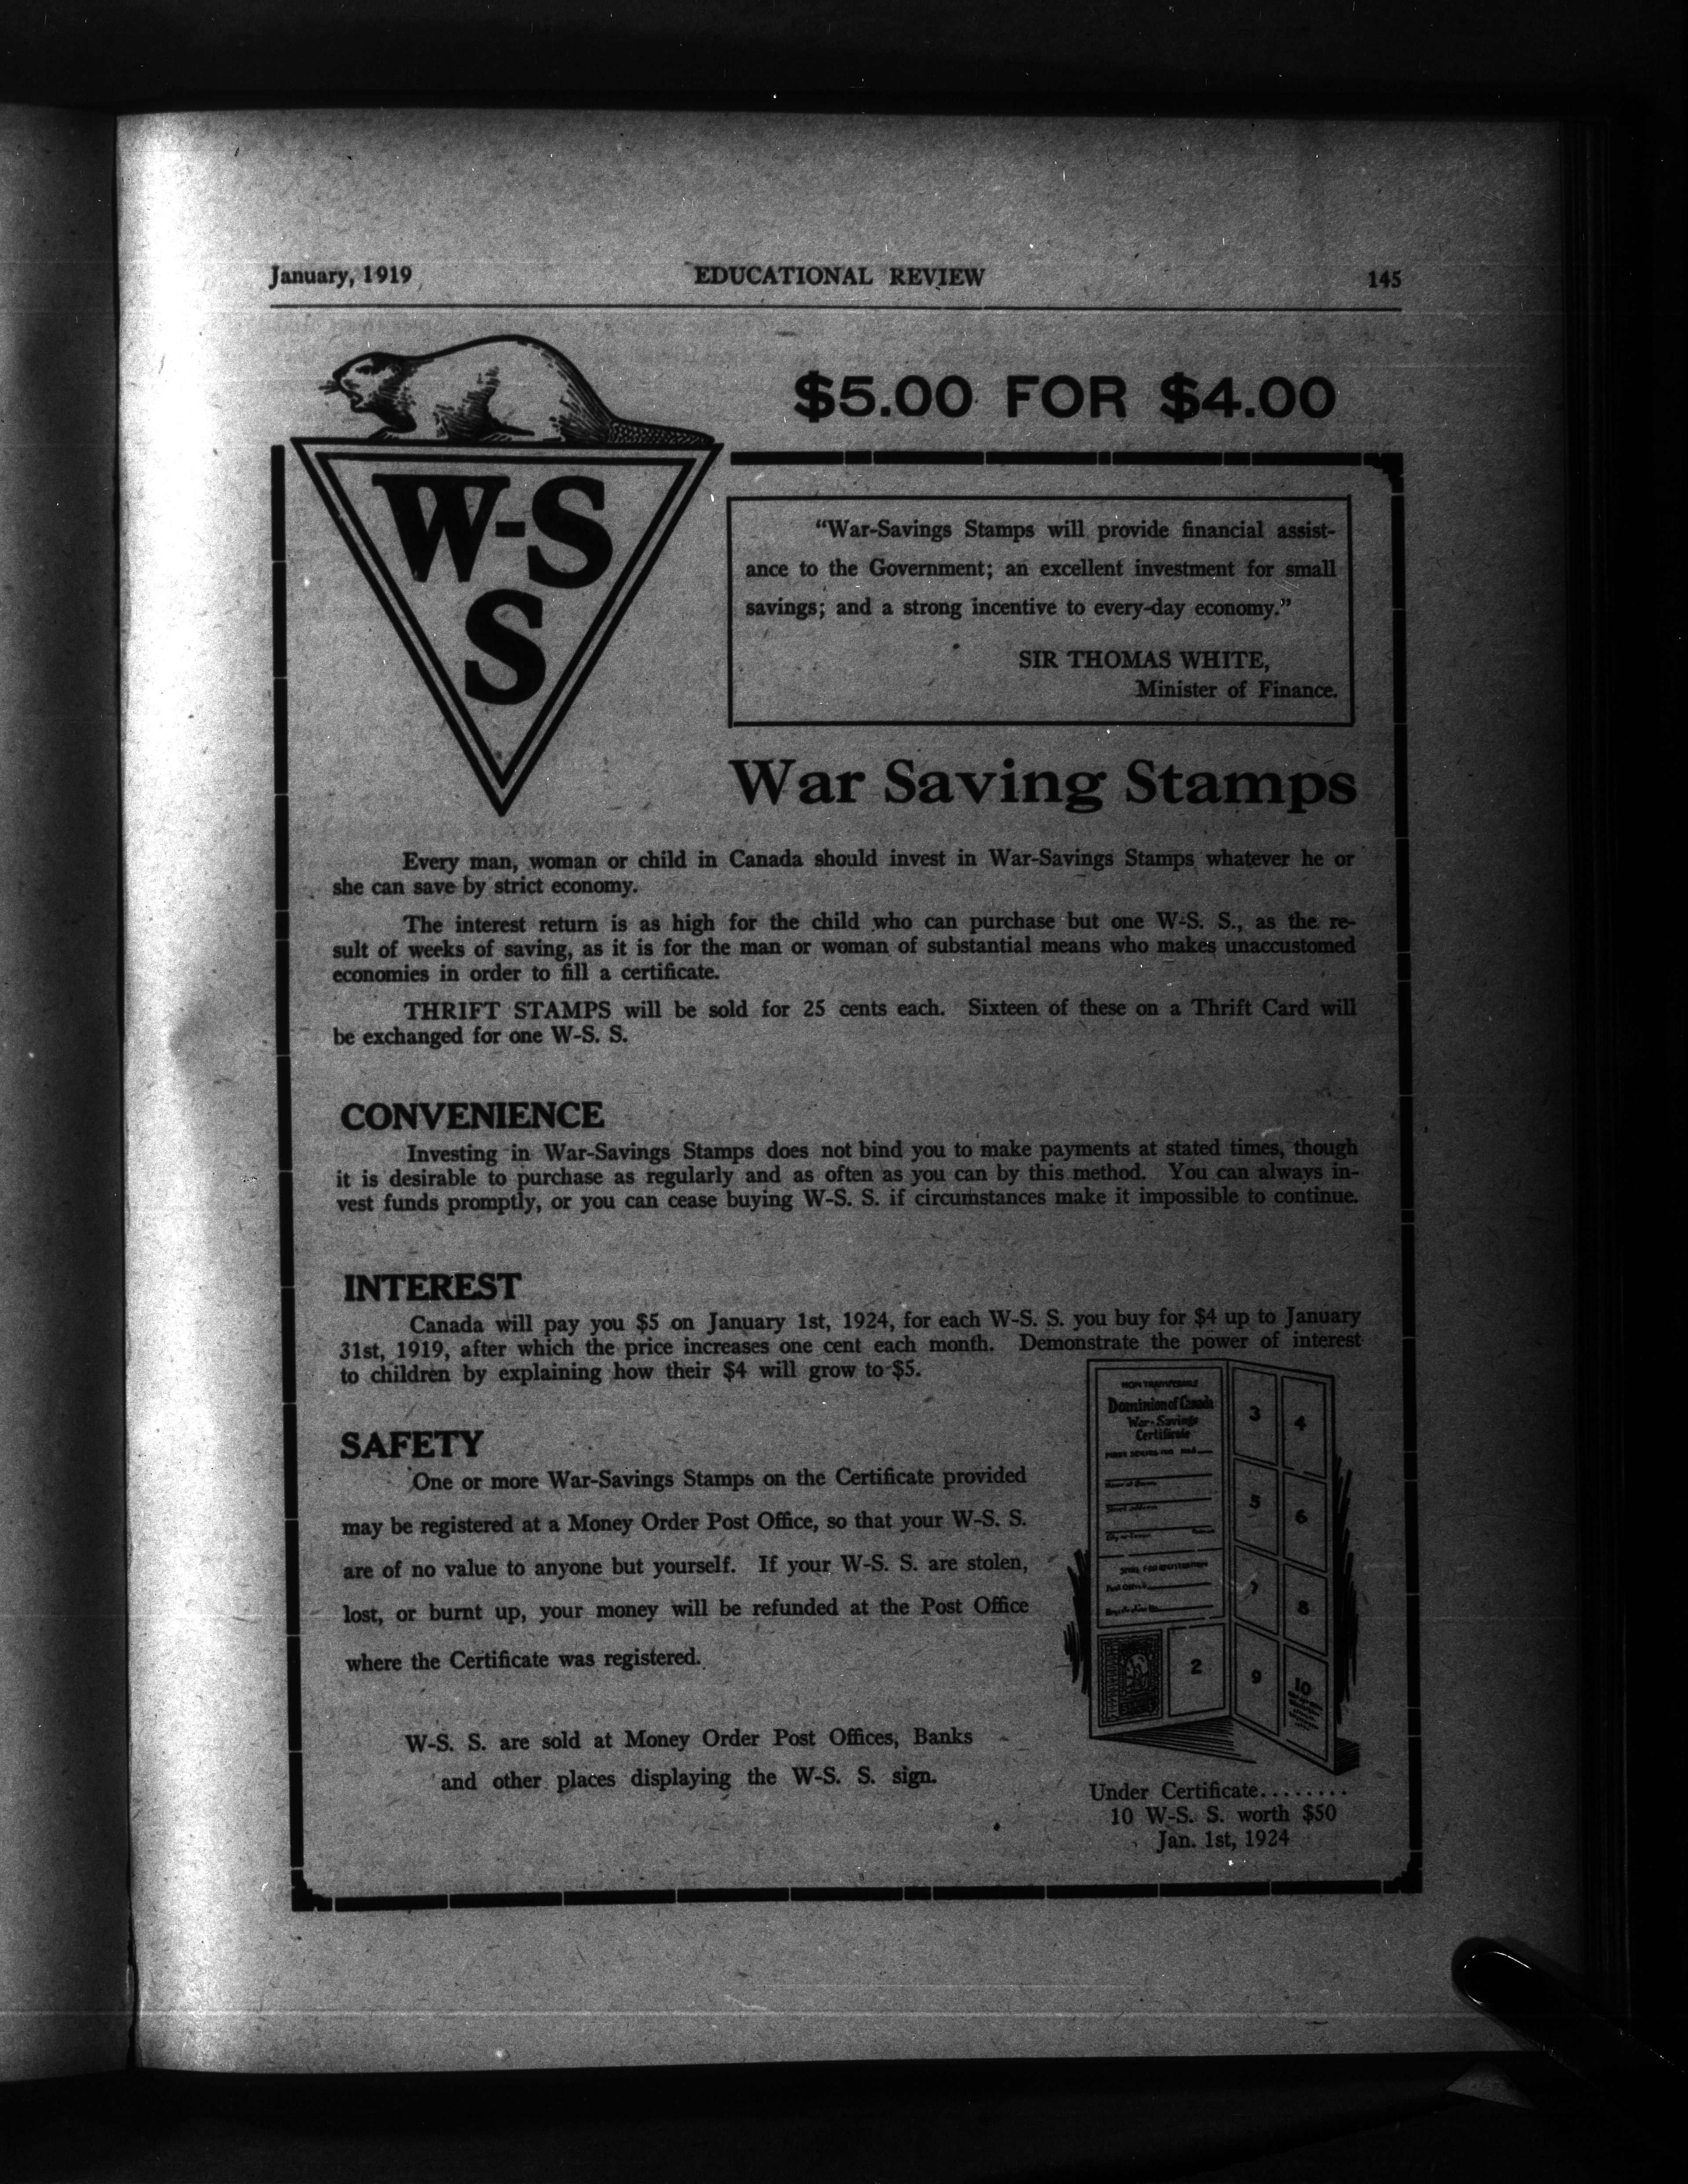 January, 1919
EDUCATIONAL REVIEW
145
$5.00 FOR $4.00
W-S
S
"War-Savings Stamps will provide financial assist-
ance to the Government; an excellent investment for small
savings; and a strong incentive to every-day economy."
SIR THOMAS WHITE,
Minister of Finance.
War Saving Stamps
Every man, woman or child in Canada should invest in War-Savings Stamps whatever he or
she can save by strict economy.
The interest return is as high for the child who can purchase but one W-S. S., as the re-
sult of weeks of saving, as it is for the man or woman of substantial means who makes unaccustomed
economies in order to fill a certificate.
THRIFT STAMPS will be sold for 25 cents each. Sixteen of these on a Thrift Card will
be exchanged for one W-S. S.
CONVENIENCE
Investing in War-Savings Stamps does not bind you to make payments at stated times, though
it is desirable to purchase as regularly and as often as you can by this method. You can always in-
vest funds promptly, or you can cease buying W-S. S. if circumstances make it impossible to continue.
INTEREST
Canada will pay you $5 on January 1st, 1924, for each W-S. S. you buy for $4 up to January
31st, 1919, after which the price increases one cent each month. Demonstrate the power of interest
to children by explaining how their $4 will grow to $5.
SAFETY
One or more War-Savings Stamps on the Certificate provided
may be registered at a Money Order Post Office, so that your W-S. S.
are of no value to anyone but yourself. If your W-S. S. are stolen,
lost, or burnt up, your money will be refunded at the Post Office
where the Certificate was registered.
W-S. S. are sold at Money Order Post Offices, Banks
and other places displaying the W-S. S. sign.
NON TRANSFERABLE
Dominion of Canada
War-Savings
Certificate
2
3
4
5
6
7
8
9
10
Under Certificate........
10 W-S. S. worth $50
Jan. 1st, 1924